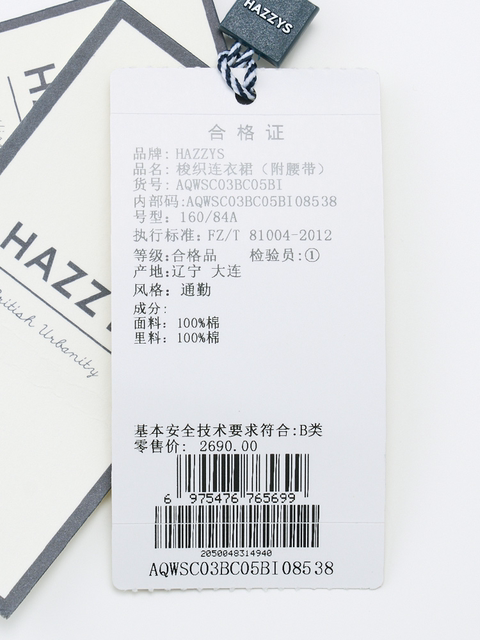 HAZZYS
合格证
品牌: HAZZYS
品名: 梭织连衣裙（附腰带）
货号: AQWSC03BC05BI
内部码:AQWSC03BC05BI08538
号型: 160/84A
执行标准: FZ/T 81004-2012
等级:合格品 检验员:①
产地:辽宁 大连
风格: 通勤
成分:
面料: 100%棉
里料: 100%棉
基本安全技术要求符合:B类
零售价: 2690.00
6 975476 765699
2050048314940
AQWSC03BC05BI08538
HAZZY
British Urbanity
H